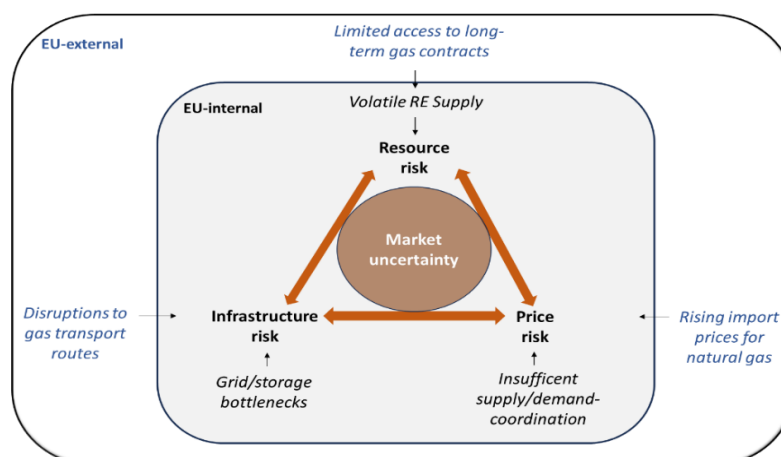 EU-external
Limited access to long-
term gas contracts
EU-internal
Volatile RE Supply
Resource
risk
Market
uncertainty
Disruptions to
gas transport
routes
Infrastructure
risk
Price
risk
Rising import
prices for
natural gas
Grid/storage
bottlenecks
Insufficent
supply/demand-
coordination